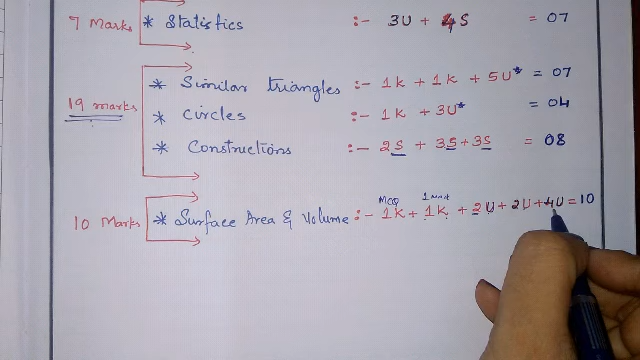 7 Marks * Statistics :- 3U + 4S = 07
* Similar triangles :- 1K + 1K + 5U* = 07
19 marks * Circles :- 1K + 3U* = 04
* Constructions :- 2S + 3S + 3S = 08
MCQ 1 Mark
10 Marks * Surface Area & Volume :- 1K + 1K + 2U + 2U + 4U = 10